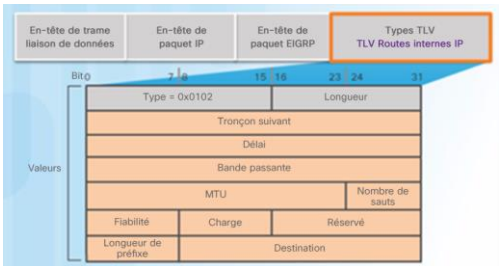 En-tête de trame
liaison de données
En-tête de
paquet IP
En-tête de
paquet EIGRP
Types TLV
TLV Routes internes IP
Bit 0 7 8 15 16 23 24 31
Type = 0x0102
Longueur
Tronçon suivant
Délai
Valeurs
Bande passante
MTU
Nombre de
sauts
Fiabilité
Charge
Réservé
Longueur de
préfixe
Destination